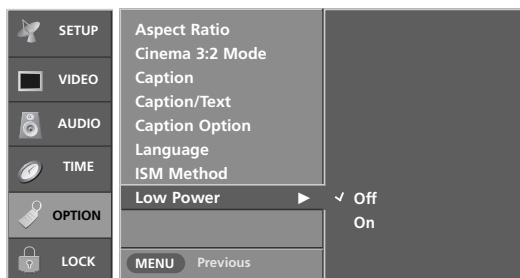 SETUP
VIDEO
AUDIO
TIME
OPTION
LOCK
Aspect Ratio
Cinema 3:2 Mode
Caption
Caption/Text
Caption Option
Language
ISM Method
Low Power
Off
On
MENU Previous